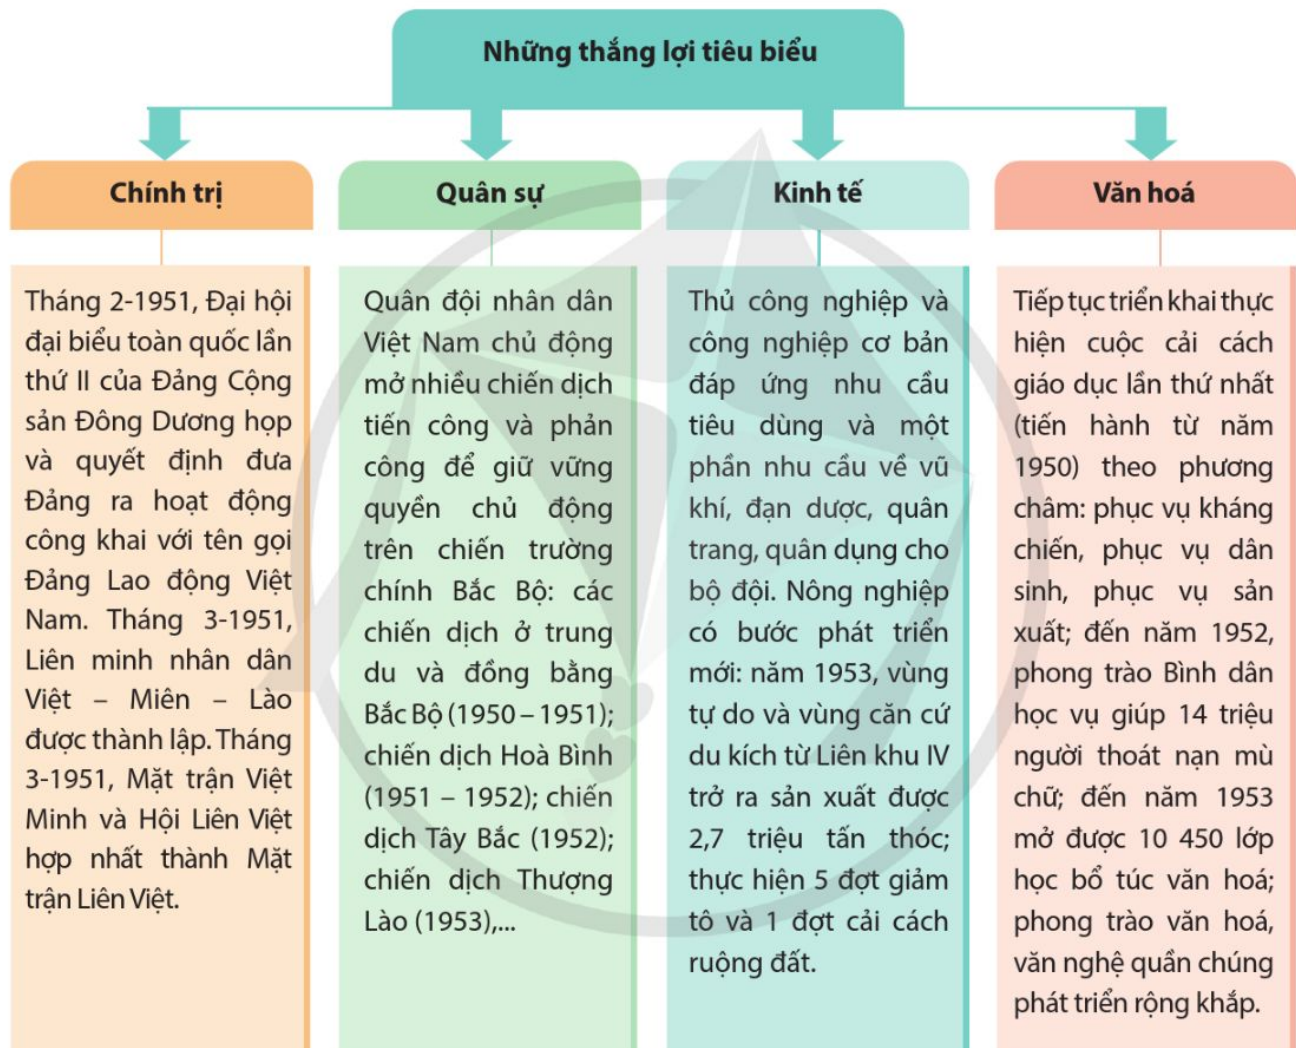 Những thắng lợi tiêu biểu
Chính trị
Tháng 2-1951, Đại hội
đại biểu toàn quốc lần
thứ II của Đảng Cộng
sản Đông Dương họp
và quyết định đưa
Đảng ra hoạt động
công khai với tên gọi
Đảng Lao động Việt
Nam. Tháng 3-1951,
Liên minh nhân dân
Việt – Miên – Lào
được thành lập. Tháng
3-1951, Mặt trận Việt
Minh và Hội Liên Việt
hợp nhất thành Mặt
trận Liên Việt.
Quân sự
Quân đội nhân dân
Việt Nam chủ động
mở nhiều chiến dịch
tiến công và phản
công để giữ vững
quyền chủ động
trên chiến trường
chính Bắc Bộ: các
chiến dịch ở trung
du và đồng bằng
Bắc Bộ (1950 – 1951);
chiến dịch Hoà Bình
(1951 – 1952); chiến
dịch Tây Bắc (1952);
chiến dịch Thượng
Lào (1953),...
Kinh tế
Thủ công nghiệp và
công nghiệp cơ bản
đáp ứng nhu cầu
tiêu dùng và một
phần nhu cầu về vũ
khí, đạn dược, quân
trang, quân dụng cho
bộ đội. Nông nghiệp
có bước phát triển
mới: năm 1953, vùng
tự do và vùng căn cứ
du kích từ Liên khu IV
trở ra sản xuất được
2,7 triệu tấn thóc;
thực hiện 5 đợt giảm
tô và 1 đợt cải cách
ruộng đất.
Văn hoá
Tiếp tục triển khai thực
hiện cuộc cải cách
giáo dục lần thứ nhất
(tiến hành từ năm
1950) theo phương
châm: phục vụ kháng
chiến, phục vụ dân
sinh, phục vụ sản
xuất; đến năm 1952,
phong trào Bình dân
học vụ giúp 14 triệu
người thoát nạn mù
chữ; đến năm 1953
mở được 10 450 lớp
học bổ túc văn hoá;
phong trào văn hoá,
văn nghệ quần chúng
phát triển rộng khắp.